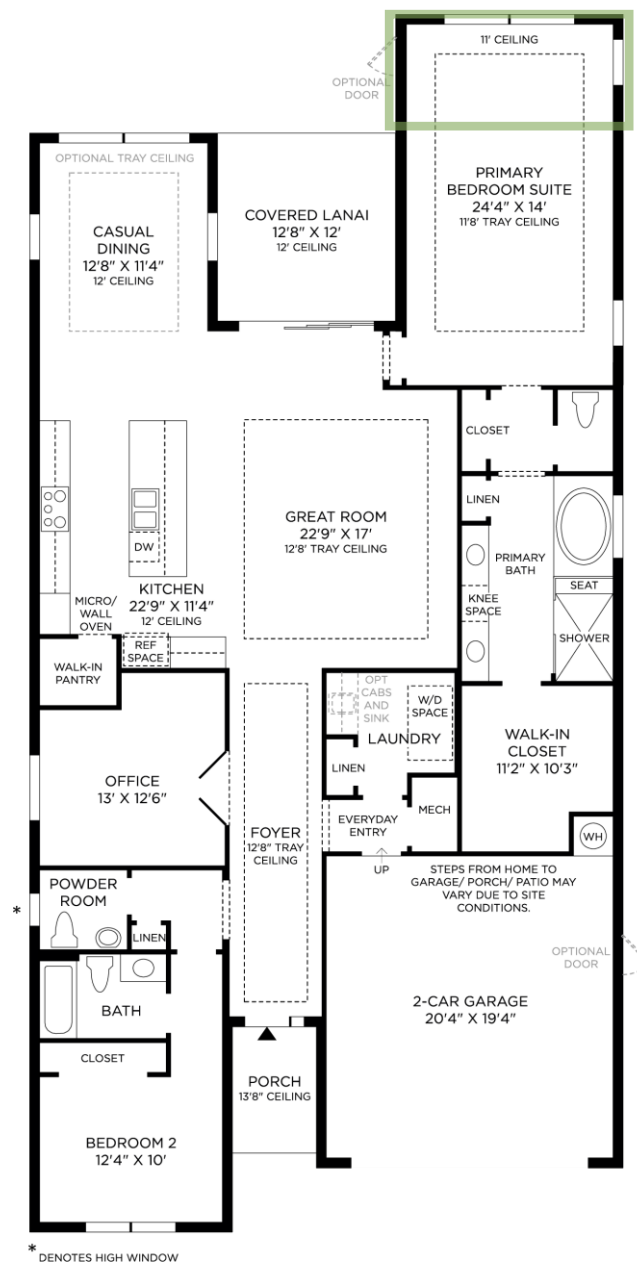 11' CEILING
OPTIONAL
DOOR
OPTIONAL TRAY CEILING
PRIMARY
BEDROOM SUITE
24'4" X 14'
11'8' TRAY CEILING
COVERED LANAI
12'8" X 12'
12' CEILING
CASUAL
DINING
12'8" X 11'4"
12' CEILING
CLOSET
LINEN
GREAT ROOM
22'9" X 17'
12'8' TRAY CEILING
DW
PRIMARY
BATH
SEAT
KITCHEN
22'9" X 11'4"
12' CEILING
MICRO/
WALL
OVEN
KNEE
SPACE
SHOWER
REF
SPACE
WALK-IN
PANTRY
OPT
CABS
AND
SINK
W/D
SPACE
LAUNDRY
LINEN
WALK-IN
CLOSET
11'2" X 10'3"
OFFICE
13' X 12'6"
MECH
EVERYDAY
ENTRY
FOYER
12'8" TRAY
CEILING
WH
UP
STEPS FROM HOME TO
GARAGE/ PORCH/ PATIO MAY
VARY DUE TO SITE
CONDITIONS.
POWDER
ROOM
*
LINEN
OPTIONAL
DOOR
BATH
2-CAR GARAGE
20'4" X 19'4"
CLOSET
PORCH
13'8" CEILING
BEDROOM 2
12'4" X 10'
* DENOTES HIGH WINDOW